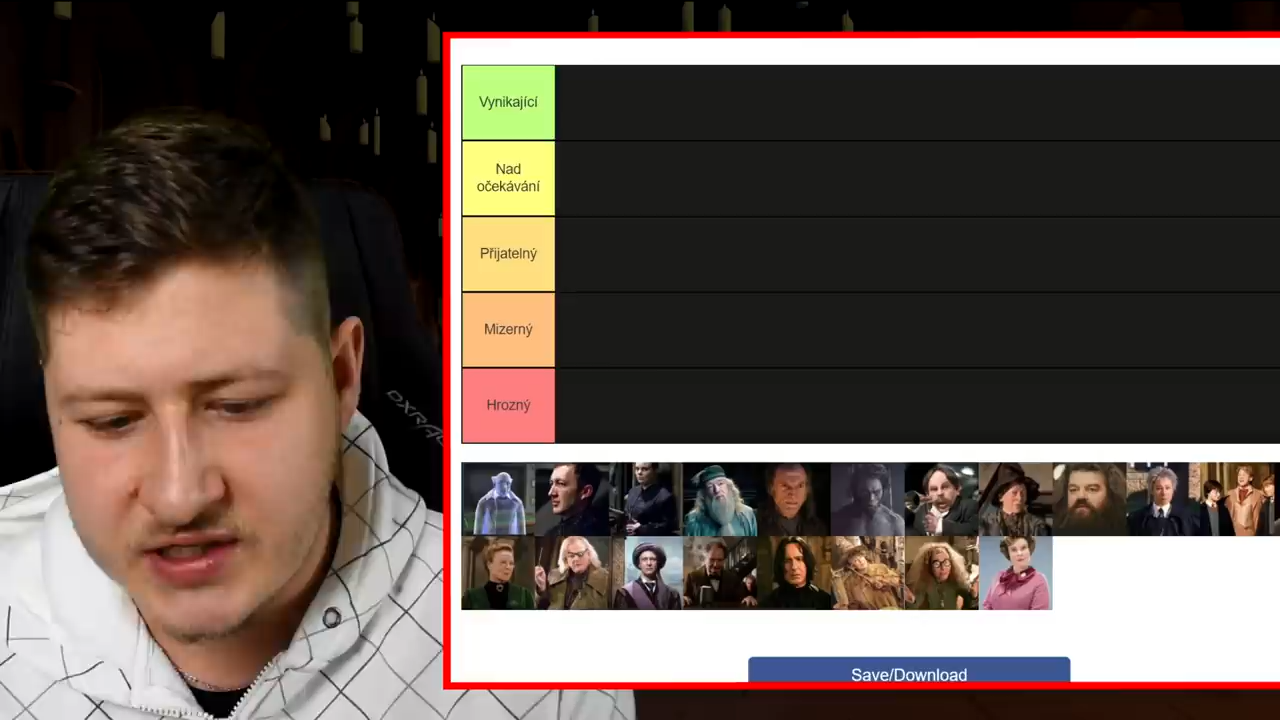 Vynikající
Nad
očekávání
Přijatelný
Mizerný
Hrozný
Save/Download